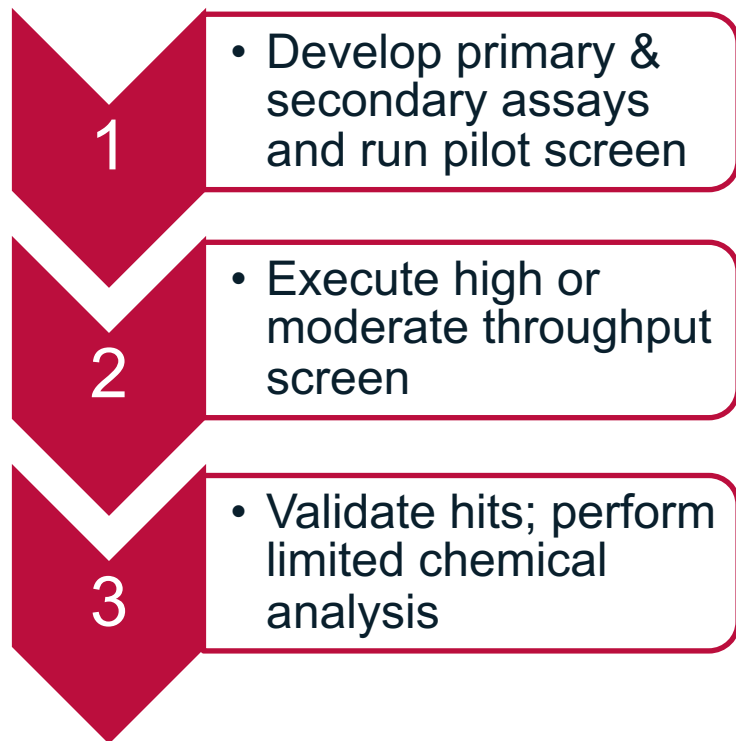 1
• Develop primary &
secondary assays
and run pilot screen
2
• Execute high or
moderate throughput
screen
3
• Validate hits; perform
limited chemical
analysis